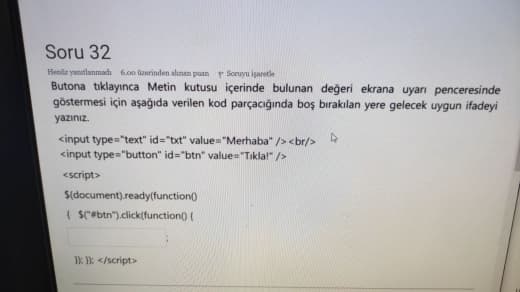 Soru 32
Henüz yanıtlanmadı 6,00 üzerinden alınan puan Soruyu işaretle
Butona tıklayınca Metin kutusu içerinde bulunan değeri ekrana uyarı penceresinde
göstermesi için aşağıda verilen kod parçacığında boş bırakılan yere gelecek uygun ifadeyi
yazınız.
<input type="text" id="txt" value="Merhaba" /><br/>
<input type="button" id="btn" value="Tıkla!" />
<script>
$(document).ready(function()
{ $("#btn").click(function() {
;
}); }); </script>